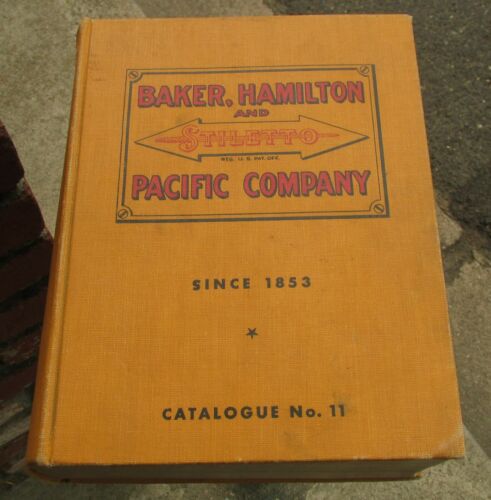 BAKER, HAMILTON
AND
STILETTO
REG. U. S. PAT. OFF.
PACIFIC COMPANY
SINCE 1853
CATALOGUE No. 11